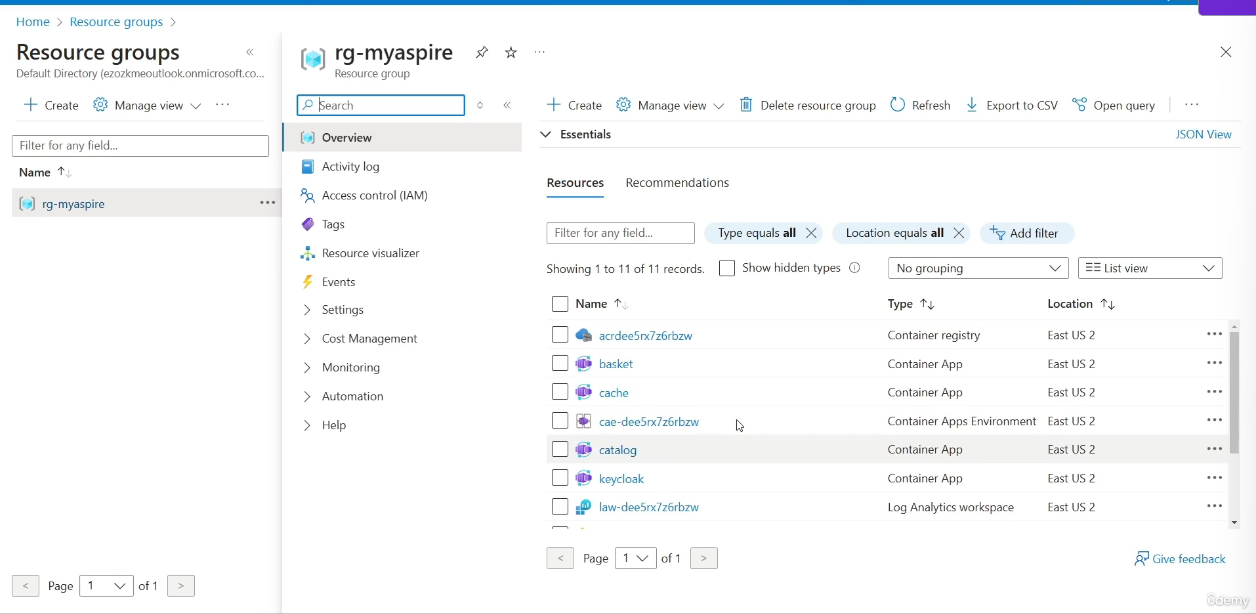 Home > Resource groups >
Resource groups «
Default Directory (ezozkmeoutlook.onmicrosoft.co...
Create Manage view ...
Filter for any field...
Name ↑↓
rg-myaspire ...
< Page 1 of 1 >
rg-myaspire ...
Resource group
Search «
Overview
Activity log
Access control (IAM)
Tags
Resource visualizer
Events
Settings
Cost Management
Monitoring
Automation
Help
Create Manage view Delete resource group Refresh Export to CSV Open query ...
Essentials JSON View
Resources Recommendations
Filter for any field... Type equals all Location equals all Add filter
Showing 1 to 11 of 11 records. Show hidden types No grouping List view
Name ↑↓ Type ↑↓ Location ↑↓
acrdee5rx7z6rbzw Container registry East US 2 ...
basket Container App East US 2 ...
cache Container App East US 2 ...
cae-dee5rx7z6rbzw Container Apps Environment East US 2 ...
catalog Container App East US 2 ...
keycloak Container App East US 2 ...
law-dee5rx7z6rbzw Log Analytics workspace East US 2 ...
< Page 1 of 1 > Give feedback
ûdemy